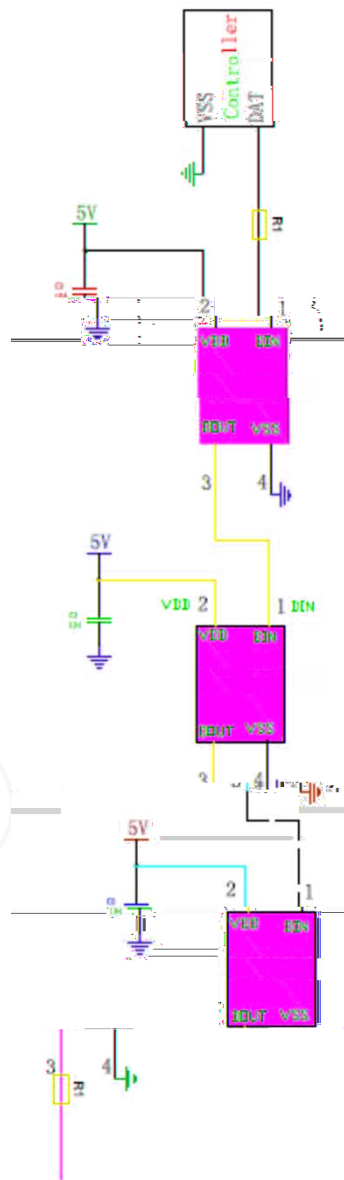 Controller
VSS
DAT
R1
5V
2
1
VDD
DIN
DOUT
VSS
3
4
5V
VDD
2
1
DIN
VDD
DIN
DOUT
VSS
3
4
5V
2
1
VDD
DIN
DOUT
VSS
3
R1
4